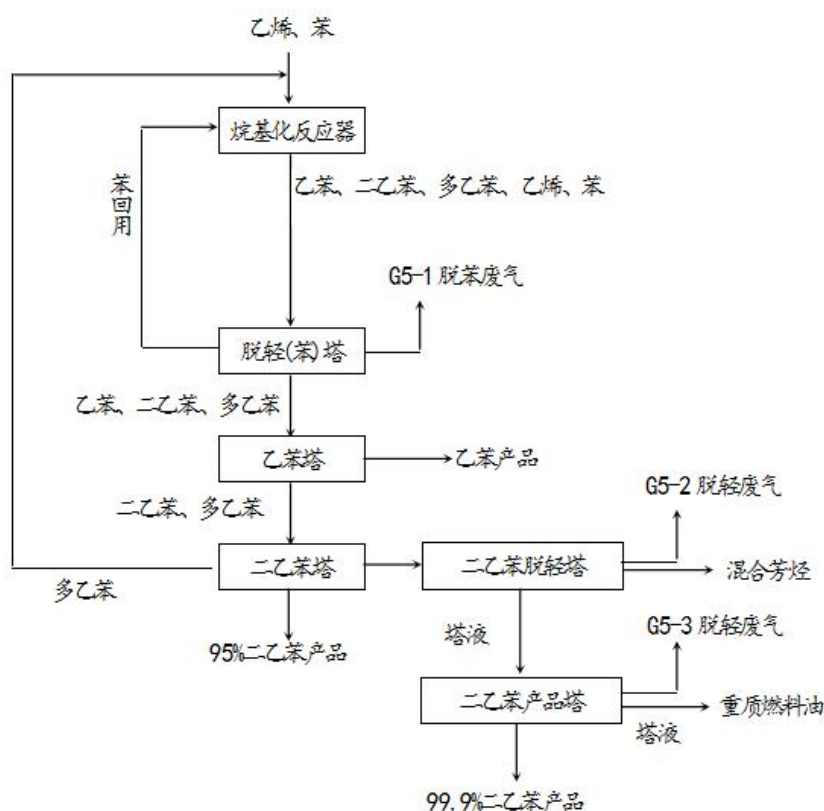 乙烯、苯
烷基化反应器
苯回用
乙苯、二乙苯、多乙苯、乙烯、苯
G5-1 脱苯废气
脱轻(苯)塔
乙苯、二乙苯、多乙苯
乙苯塔
乙苯产品
G5-2 脱轻废气
二乙苯、多乙苯
二乙苯塔
二乙苯脱轻塔
混合芳烃
多乙苯
塔液
G5-3 脱轻废气
95%二乙苯产品
二乙苯产品塔
重质燃料油
塔液
99.9%二乙苯产品